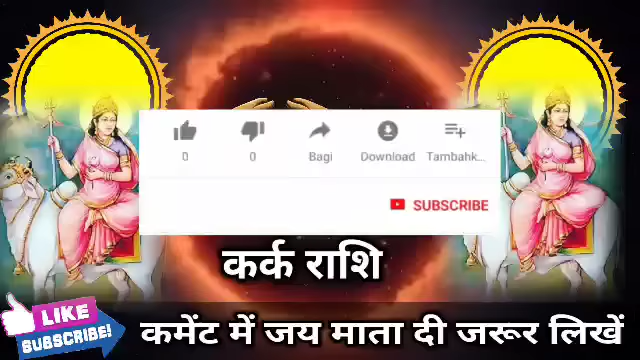 0 0 Bagi Download Tambahk...
SUBSCRIBE
कर्क राशि
LIKE
SUBSCRIBE!
कमेंट में जय माता दी जरूर लिखें